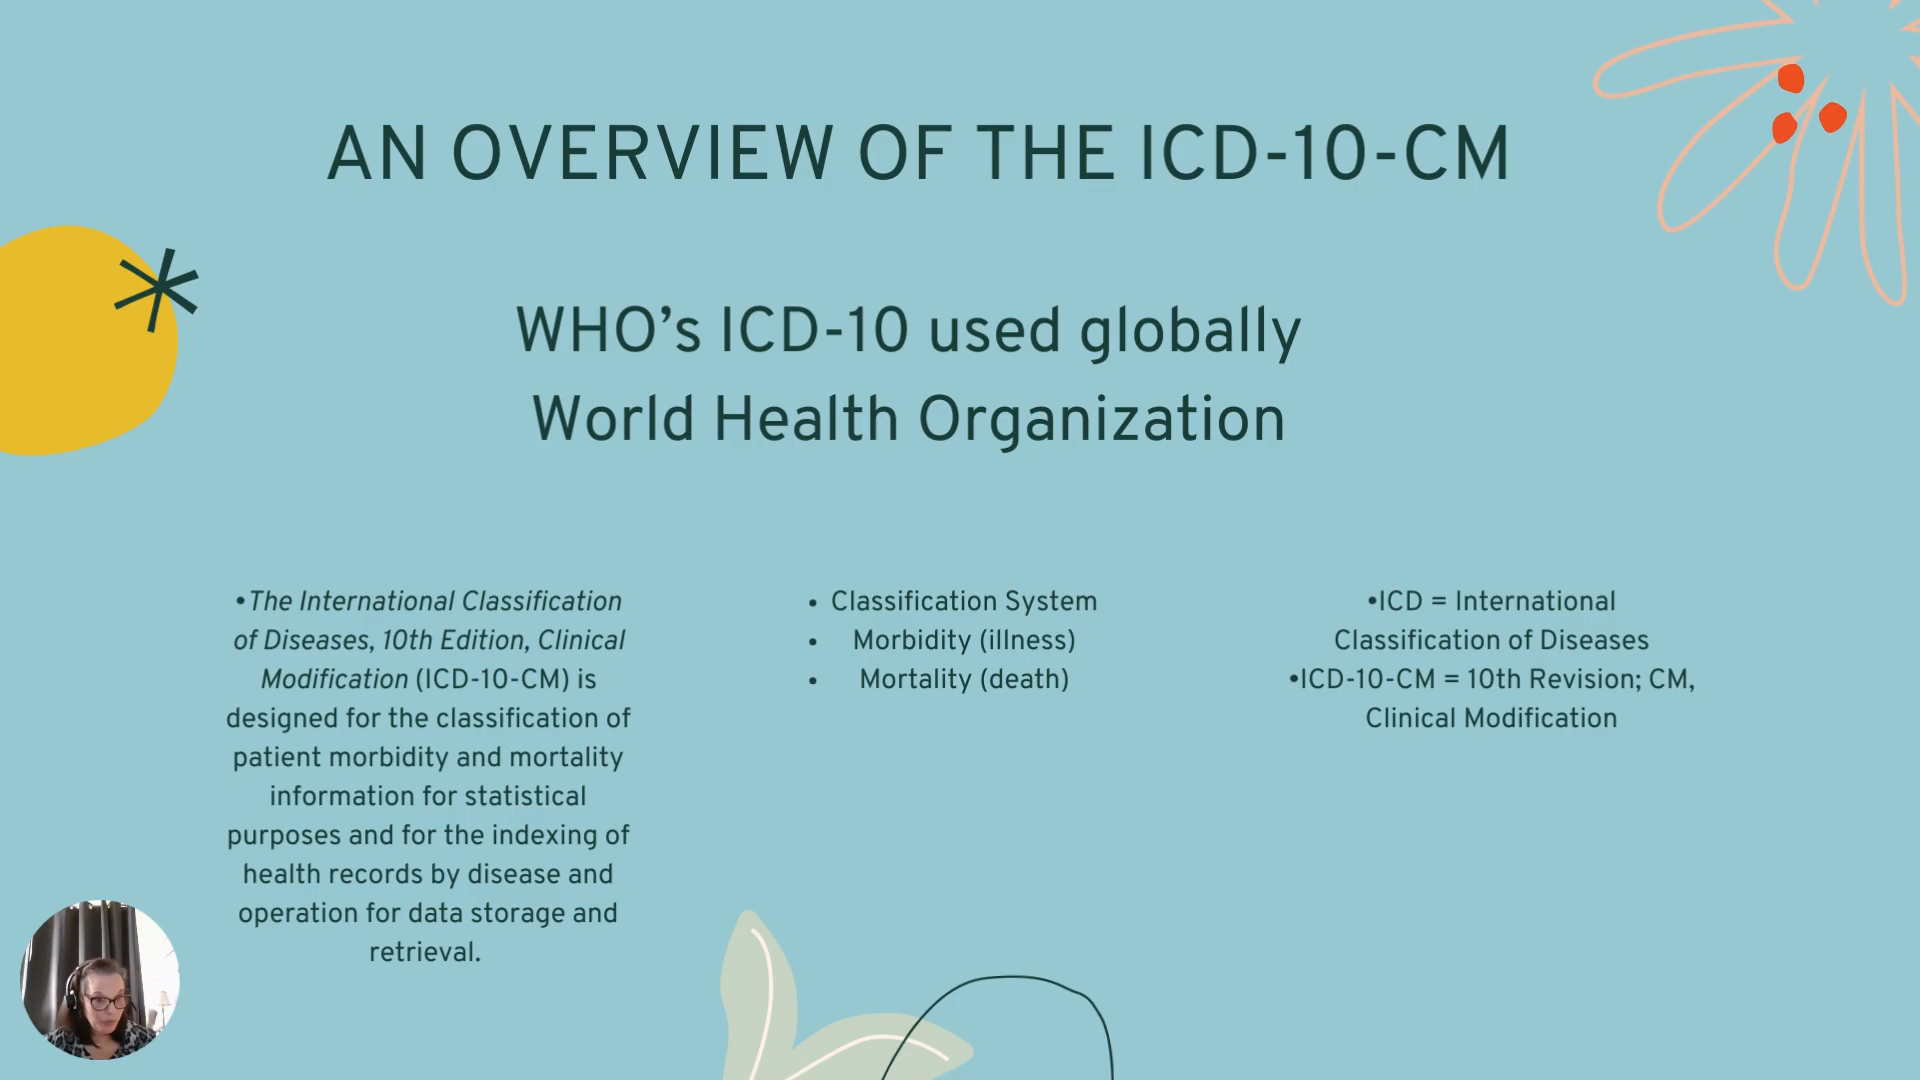 AN OVERVIEW OF THE ICD-10-CM
WHO’s ICD-10 used globally
World Health Organization
•The International Classification
of Diseases, 10th Edition, Clinical
Modification (ICD-10-CM) is
designed for the classification of
patient morbidity and mortality
information for statistical
purposes and for the indexing of
health records by disease and
operation for data storage and
retrieval.
• Classification System
• Morbidity (illness)
• Mortality (death)
•ICD = International
Classification of Diseases
•ICD-10-CM = 10th Revision; CM,
Clinical Modification